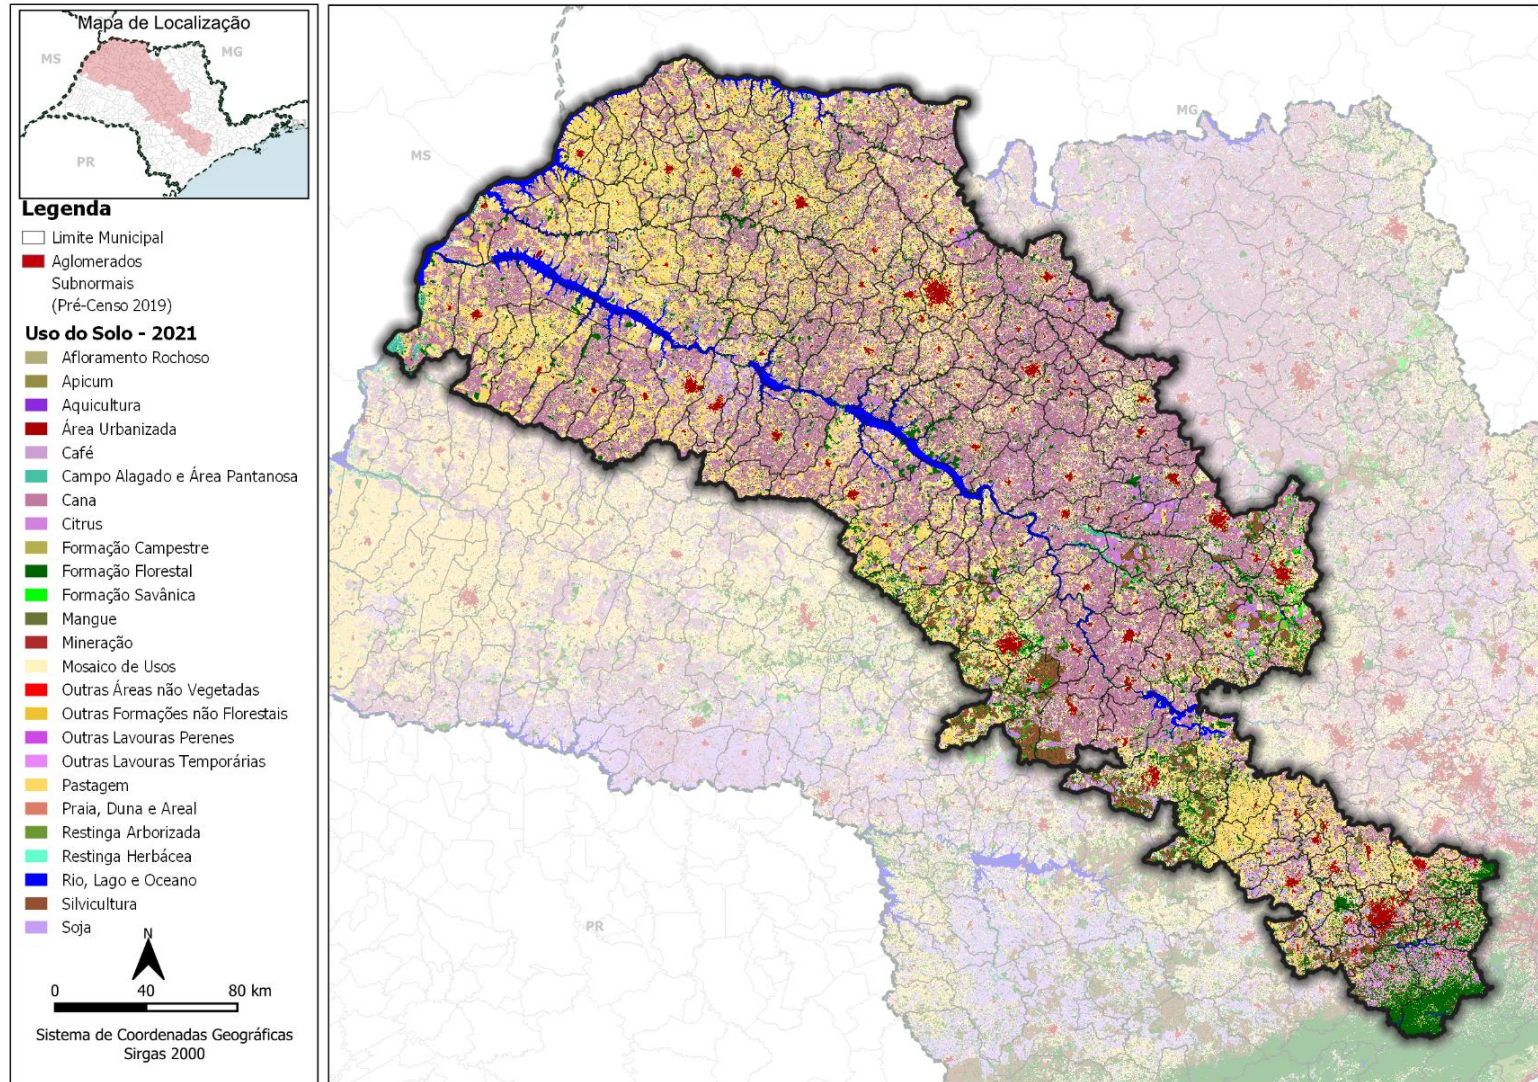 Mapa de Localização
MS
MG
PR
Legenda
Limite Municipal
Aglomerados
Subnormais
(Pré-Censo 2019)
Uso do Solo - 2021
Afloramento Rochoso
Apicum
Aquicultura
Área Urbanizada
Café
Campo Alagado e Área Pantanosa
Cana
Citrus
Formação Campestre
Formação Florestal
Formação Savânica
Mangue
Mineração
Mosaico de Usos
Outras Áreas não Vegetadas
Outras Formações não Florestais
Outras Lavouras Perenes
Outras Lavouras Temporárias
Pastagem
Praia, Duna e Areal
Restinga Arborizada
Restinga Herbácea
Rio, Lago e Oceano
Silvicultura
Soja
N
0 40 80 km
Sistema de Coordenadas Geográficas
Sirgas 2000
MS
MG
PR